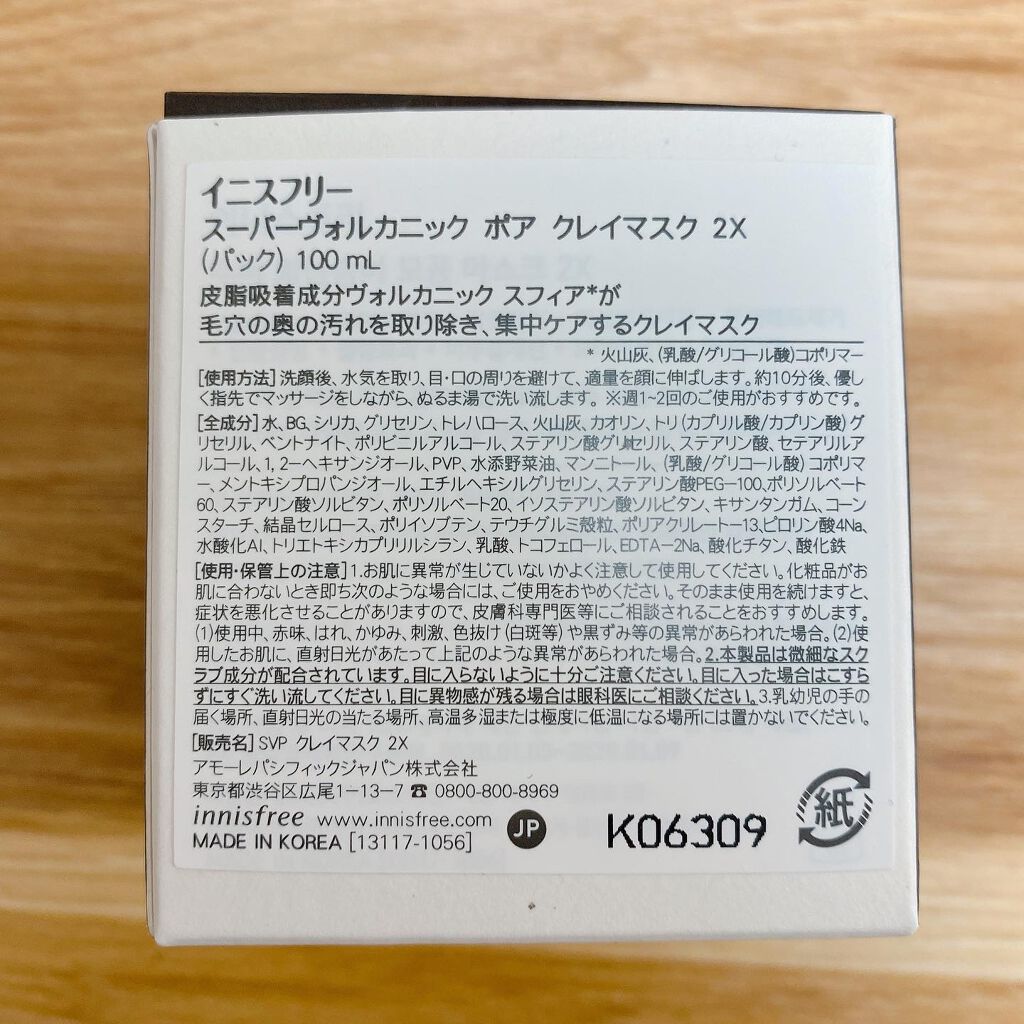 イニスフリー
スーパーヴォルカニック ポア クレイマスク 2X
(パック) 100 mL
皮脂吸着成分ヴォルカニック スフィア*が
毛穴の奥の汚れを取り除き、集中ケアするクレイマスク
* 火山灰、(乳酸/グリコール酸)コポリマー
[使用方法] 洗顔後、水気を取り、目・口の周りを避けて、適量を顔に伸ばします。約10分後、優し
く指先でマッサージをしながら、ぬるま湯で洗い流します。 ※週1~2回のご使用がおすすめです。
[全成分] 水、BG、シリカ、グリセリン、トレハロース、火山灰、カオリン、トリ(カプリル酸/カプリン酸)グ
リセリル、ベントナイト、ポリビニルアルコール、ステアリン酸グリセリル、ステアリン酸、セテアリルア
ルコール、1, 2-ヘキサンジオール、PVP、水添野菜油、マンニトール、(乳酸/グリコール酸) コポリマ
ー、メントキシプロパンジオール、エチルヘキシルグリセリン、ステアリン酸PEG-100、ポリソルベート
60、ステアリン酸ソルビタン、ポリソルベート20、イソステアリン酸ソルビタン、キサンタンガム、コーン
スターチ、結晶セルロース、ポリイソブテン、テウチグルミ殻粒、ポリアクリレート-13、ピロリン酸4Na、
水酸化Al、トリエトキシカプリリルシラン、乳酸、トコフェロール、EDTA-2Na、酸化チタン、酸化鉄
[使用・保管上の注意] 1.お肌に異常が生じていないかよく注意して使用してください。化粧品がお
肌に合わないとき即ち次のような場合には、ご使用をおやめください。そのまま使用を続けますと、
症状を悪化させることがありますので、皮膚科専門医等にご相談されることをおすすめします。
(1)使用中、赤味、はれ、かゆみ、刺激、色抜け(白斑等)や黒ずみ等の異常があらわれた場合。(2)使
用したお肌に、直射日光があたって上記のような異常があらわれた場合。2.本製品は微細なスク
ラブ成分が配合されています。目に入らないように十分ご注意ください。目に入った場合はこすら
ずにすぐ洗い流してください。目に異物感が残る場合は眼科医にご相談ください。3.乳幼児の手の
届く場所、直射日光の当たる場所、高温多湿または極度に低温になる場所には置かないでください。
[販売名] SVP クレイマスク 2X
アモーレパシフィックジャパン株式会社
東京都渋谷区広尾1-13-7 ☎ 0800-800-8969
innisfree www.innisfree.com JP
MADE IN KOREA [13117-1056]
K06309
紙